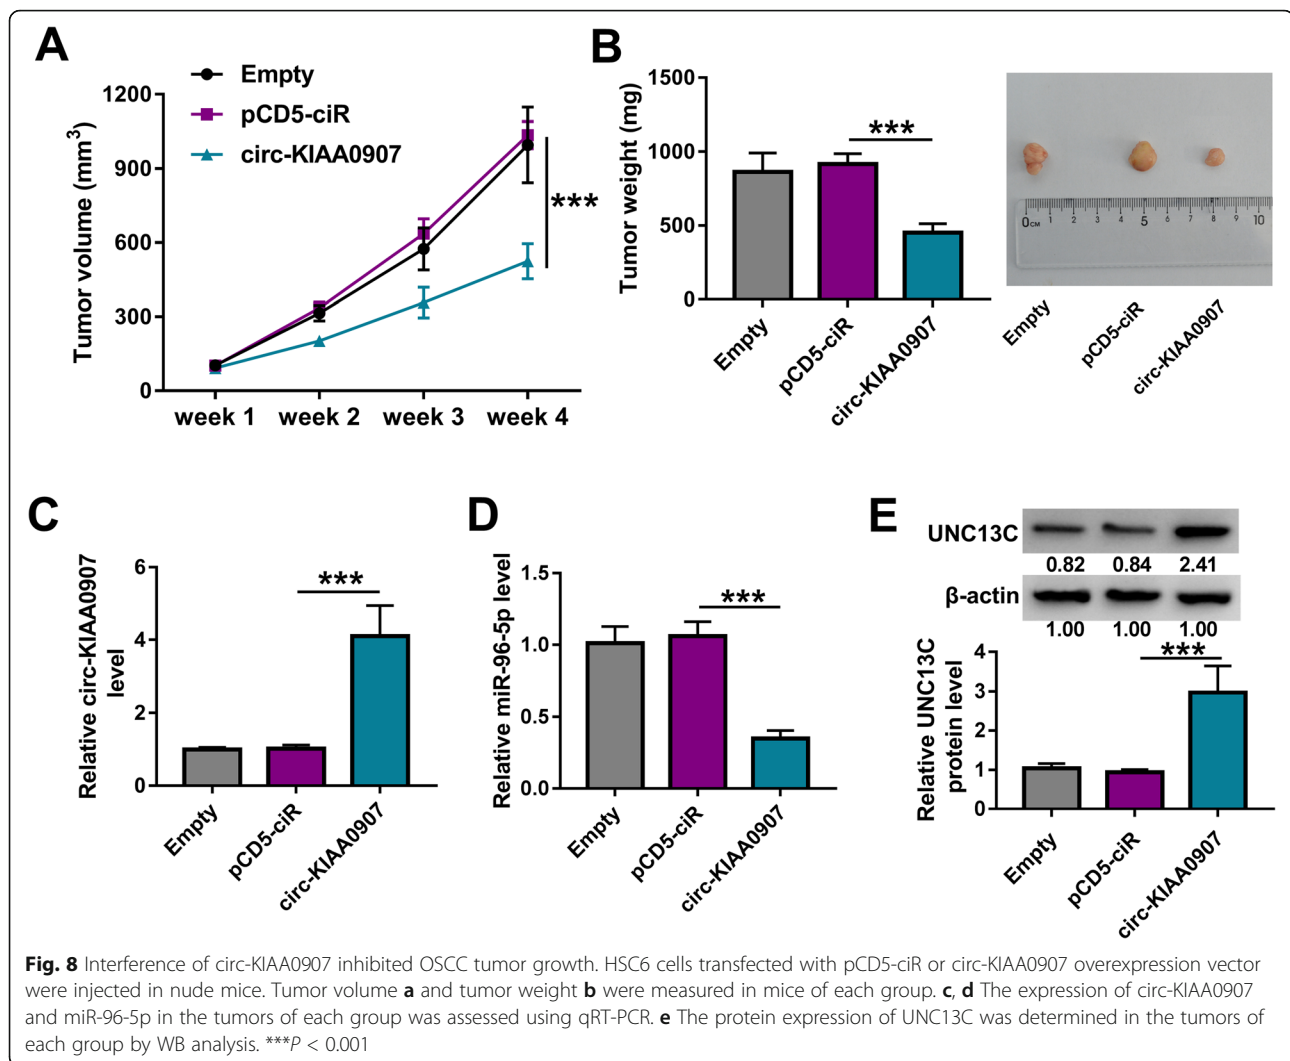 A
Empty
pCD5-ciR
circ-KIAA0907
Tumor volume (mm³)
1200
900
600
300
0
***
week 1 week 2 week 3 week 4
B
Tumor weight (mg)
1500
1000
500
0
***
Empty
pCD5-ciR
circ-KIAA0907
0CM 1 2 3 4 5 6 7 8 9 10
Empty
pCD5-ciR
circ-KIAA0907
C
Relative circ-KIAA0907
level
6
4
2
0
***
Empty
pCD5-ciR
circ-KIAA0907
D
Relative miR-96-5p level
1.5
1.0
0.5
0.0
***
Empty
pCD5-ciR
circ-KIAA0907
E
UNC13C
0.82 0.84 2.41
β-actin
1.00 1.00 1.00
Relative UNC13C
protein level
4
3
2
1
0
***
Empty
pCD5-ciR
circ-KIAA0907
Fig. 8 Interference of circ-KIAA0907 inhibited OSCC tumor growth. HSC6 cells transfected with pCD5-ciR or circ-KIAA0907 overexpression vector
were injected in nude mice. Tumor volume a and tumor weight b were measured in mice of each group. c, d The expression of circ-KIAA0907
and miR-96-5p in the tumors of each group was assessed using qRT-PCR. e The protein expression of UNC13C was determined in the tumors of
each group by WB analysis. ***P < 0.001